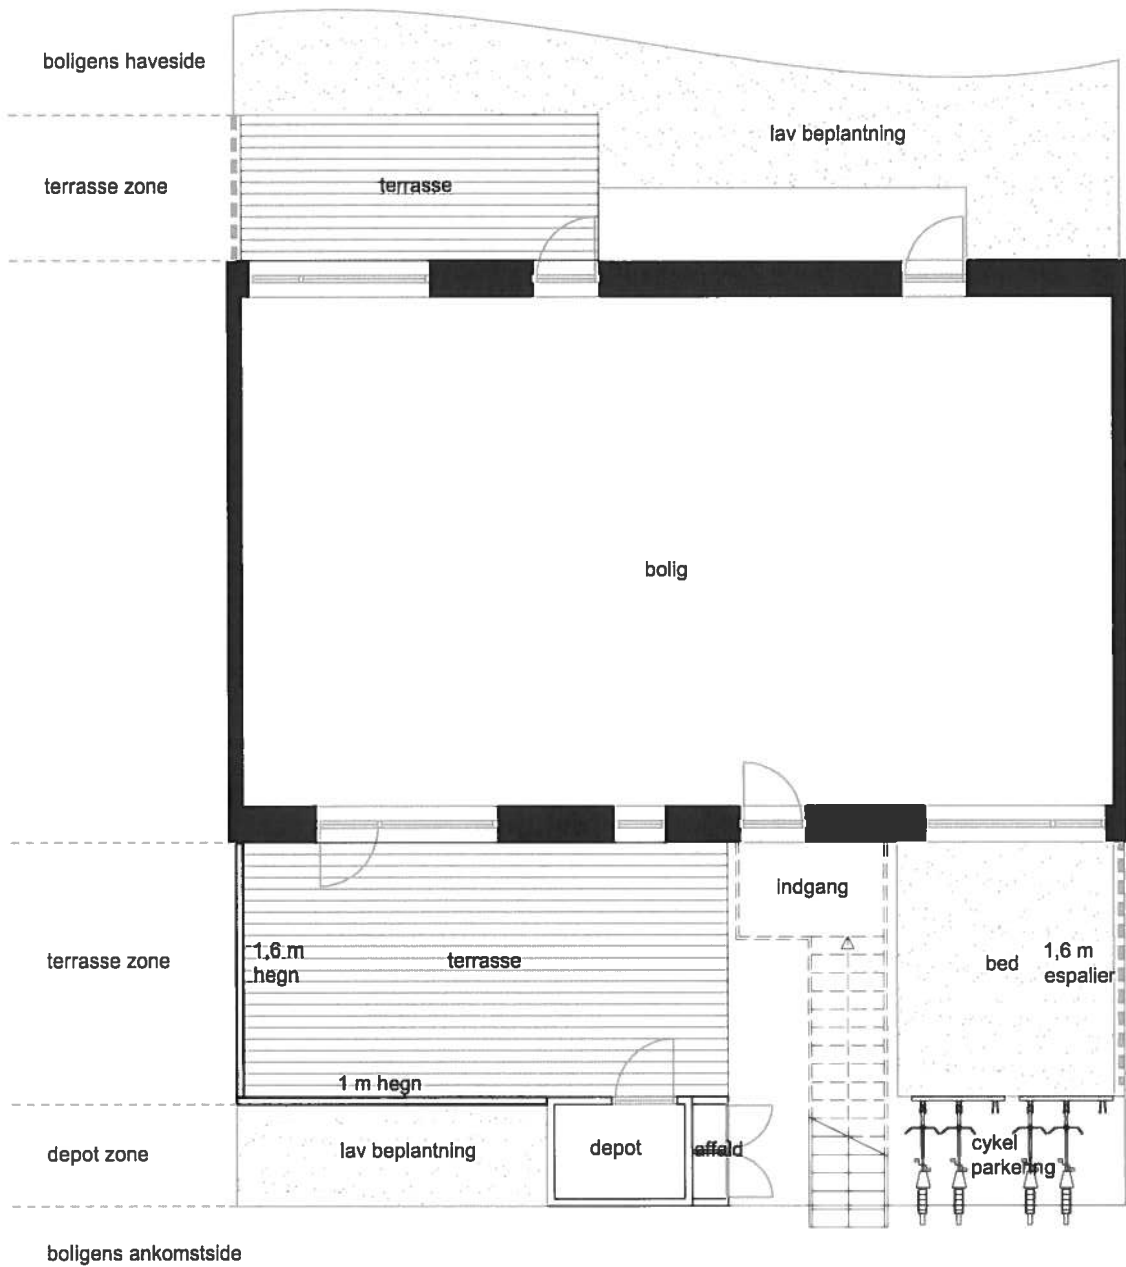 boligens haveside
lav beplantning
terrasse zone
terrasse
bolig
indgang
terrasse zone
1,6 m
hegn
terrasse
bed
1,6 m
espalier
1 m hegn
depot zone
lav beplantning
depot
affald
cykel
parkering
boligens ankomstside